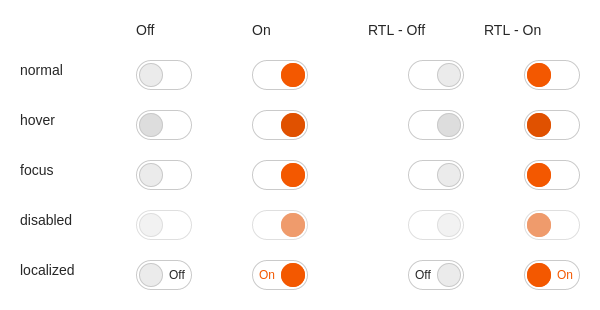 Off On RTL - Off RTL - On
normal
hover
focus
disabled
localized Off On Off On